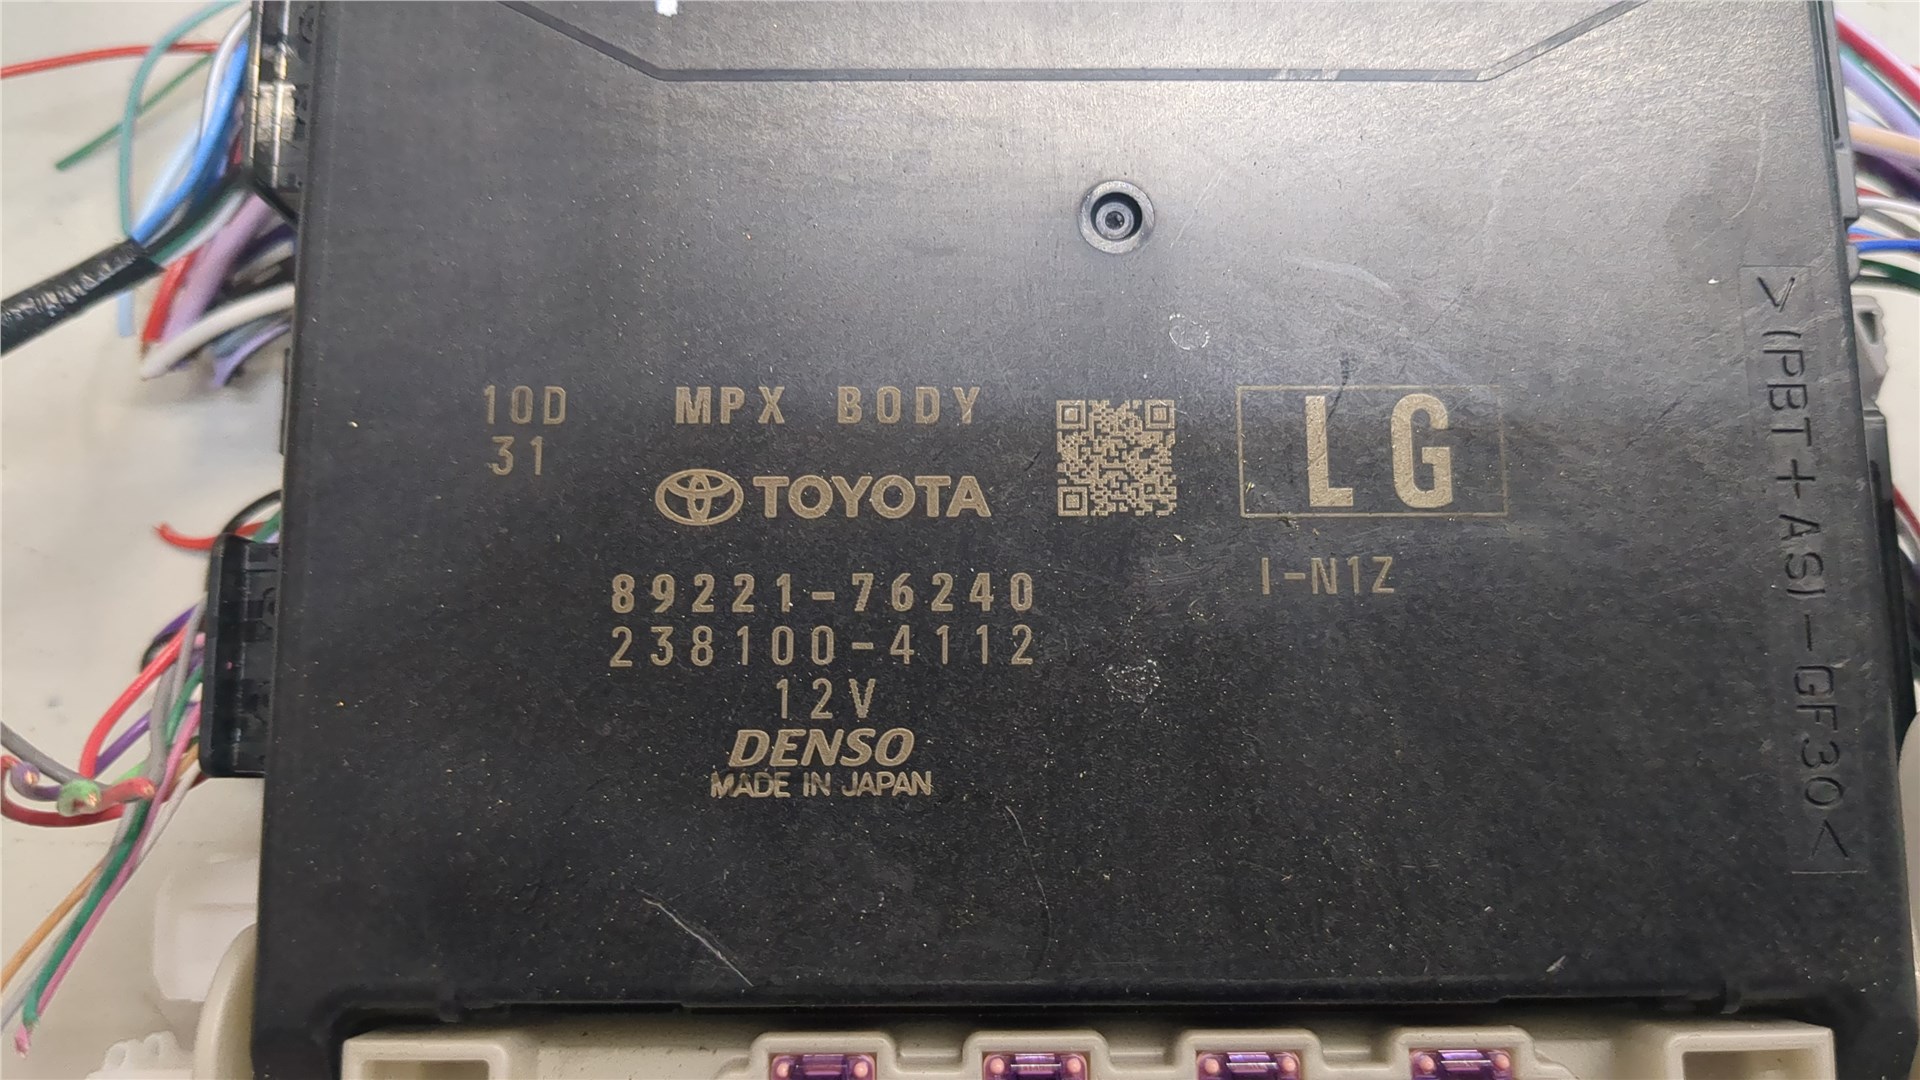 10D
31
MPX BODY
TOYOTA
89221-76240
238100-4112
12V
DENSO
MADE IN JAPAN
LG
I-N1Z
>(PBT+ASI-GF30<